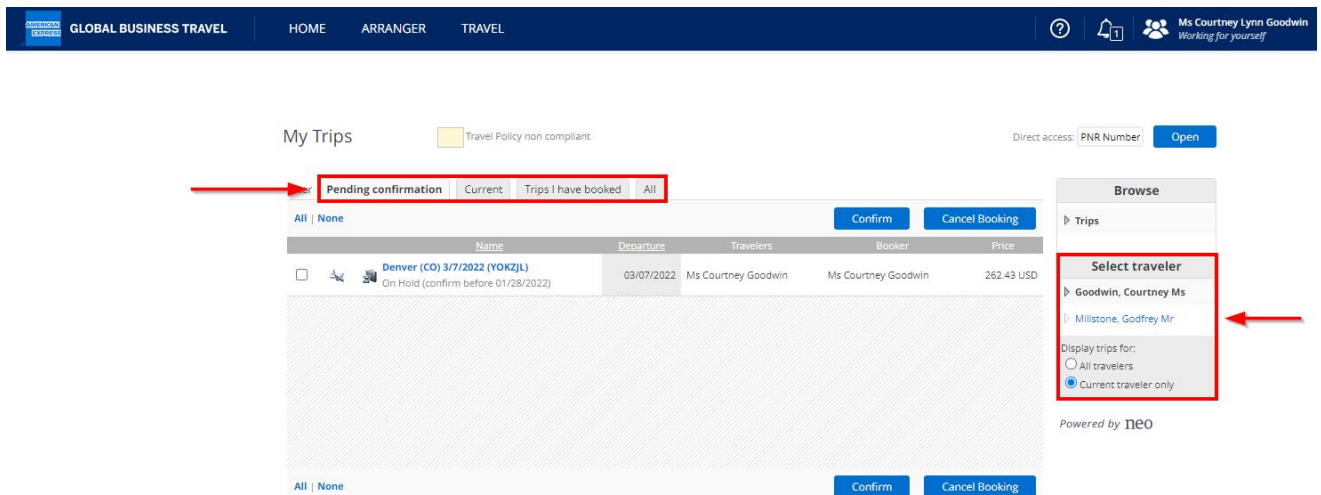 AMERICAN EXPRESS GLOBAL BUSINESS TRAVEL HOME ARRANGER TRAVEL ? 1 Ms Courtney Lynn Goodwin
Working for yourself
My Trips Travel Policy non compliant Direct access: PNR Number Open
Pending confirmation Current Trips I have booked All
All | None Confirm Cancel Booking
Name Departure Travelers Booker Price
Denver (CO) 3/7/2022 (YOKZJL) 03/07/2022 Ms Courtney Goodwin Ms Courtney Goodwin 262.43 USD
On Hold (confirm before 01/28/2022)
All | None Confirm Cancel Booking
Browse
Trips
Select traveler
Goodwin, Courtney Ms
Millstone, Godfrey Mr
Display trips for:
All travelers
Current traveler only
Powered by neo